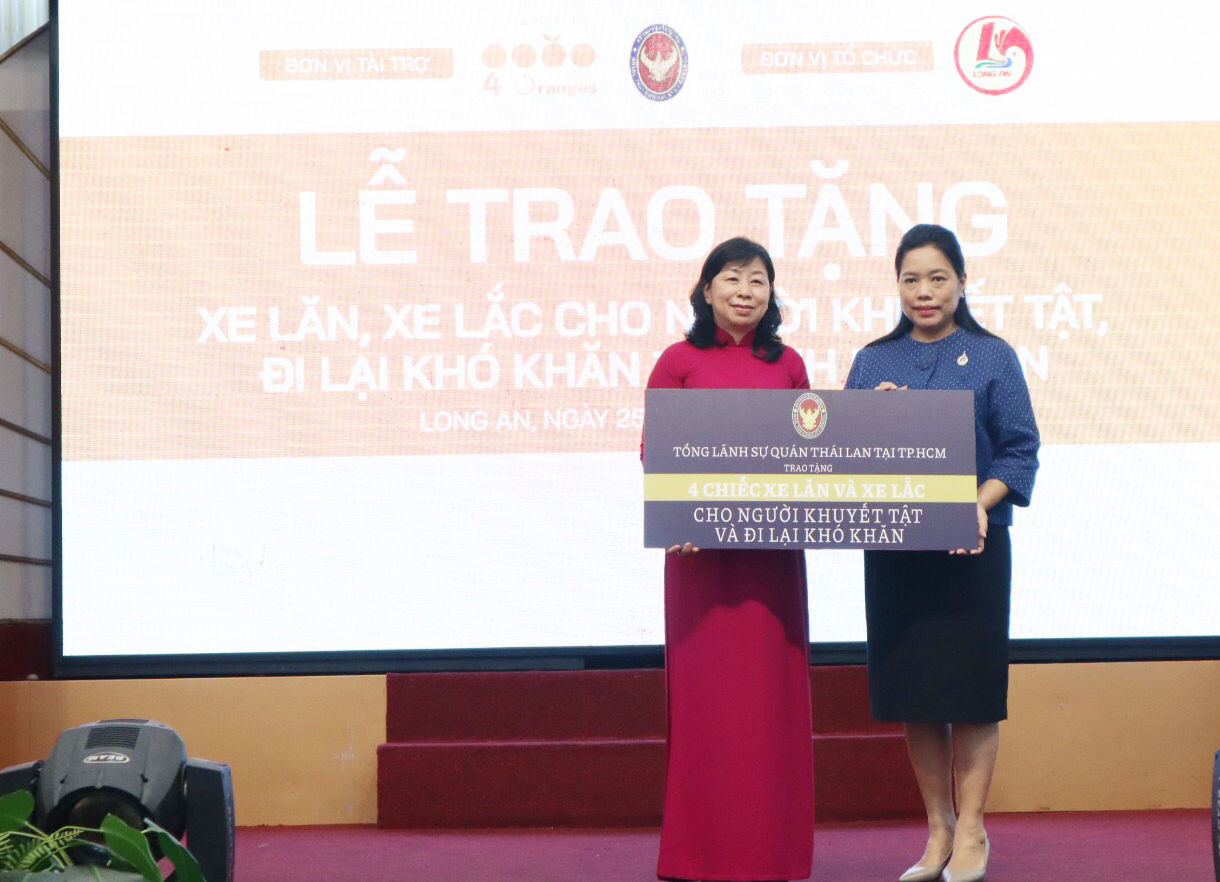 ĐƠN VỊ TÀI TRỢ
4 Oranges
ĐƠN VỊ TỔ CHỨC
LONG AN
LỄ TRAO TẶNG
XE LĂN, XE LẮC CHO NGƯỜI KHUYẾT TẬT,
ĐI LẠI KHÓ KHĂN
LONG AN, NGÀY 25
TỔNG LÃNH SỰ QUÁN THÁI LAN TẠI TP.HCM
TRAO TẶNG
4 CHIẾC XE LĂN VÀ XE LẮC
CHO NGƯỜI KHUYẾT TẬT
VÀ ĐI LẠI KHÓ KHĂN
BEAM